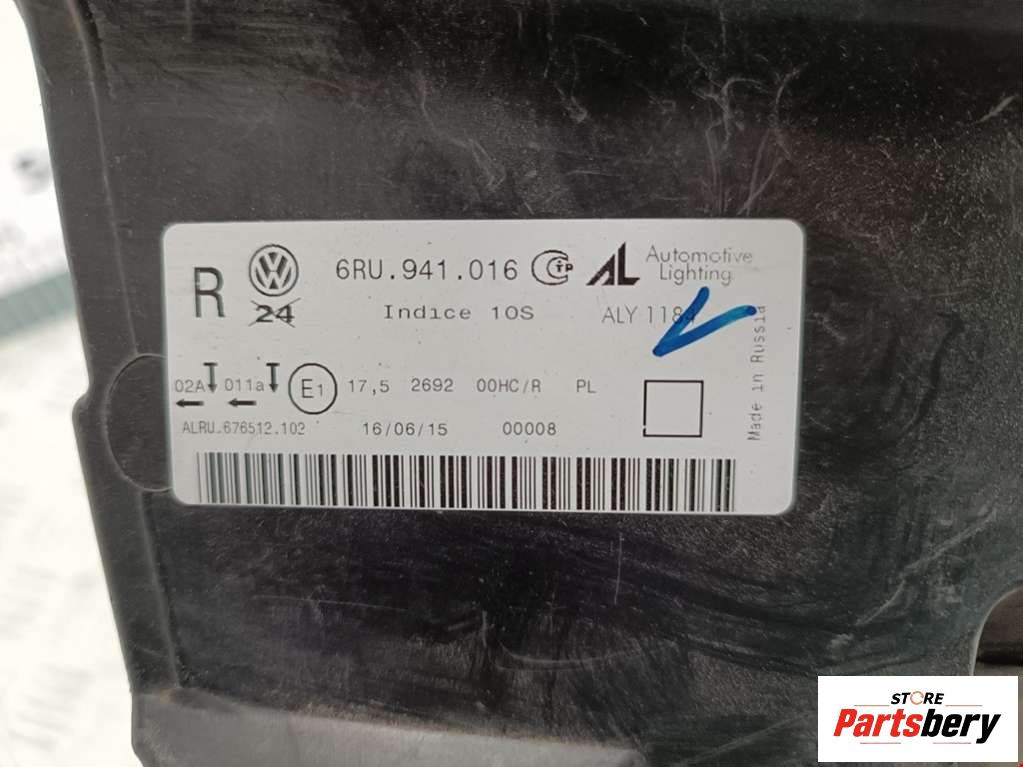 R 6RU.941.016 Automotive
Lighting
24 Indice 10S ALY 1184
02A 011a E1 17,5 2692 00HC/R PL
ALRU.676512.102 16/06/15 00008
Made in Russia
STORE
Partsbery